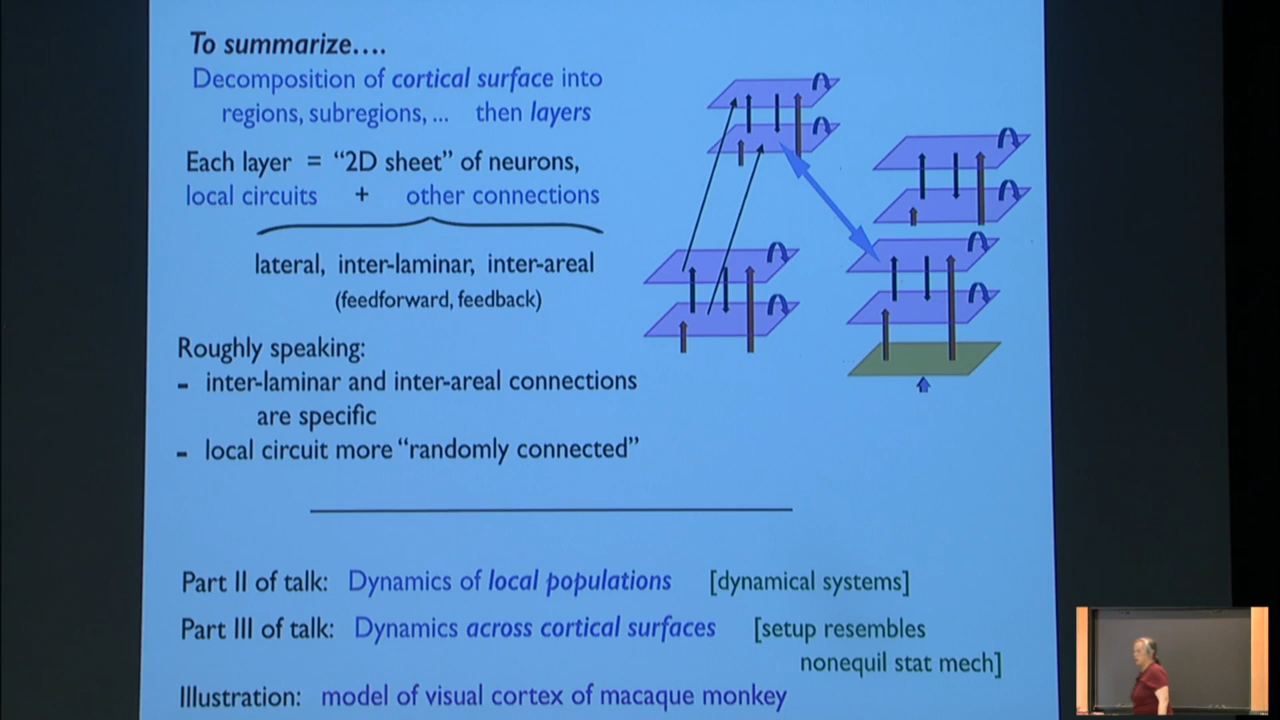 To summarize....
Decomposition of cortical surface into
regions, subregions, ... then layers
Each layer = “2D sheet” of neurons,
local circuits + other connections
lateral, inter-laminar, inter-areal
(feedforward, feedback)
Roughly speaking:
- inter-laminar and inter-areal connections
are specific
- local circuit more “randomly connected”
Part II of talk: Dynamics of local populations [dynamical systems]
Part III of talk: Dynamics across cortical surfaces [setup resembles
nonequil stat mech]
Illustration: model of visual cortex of macaque monkey